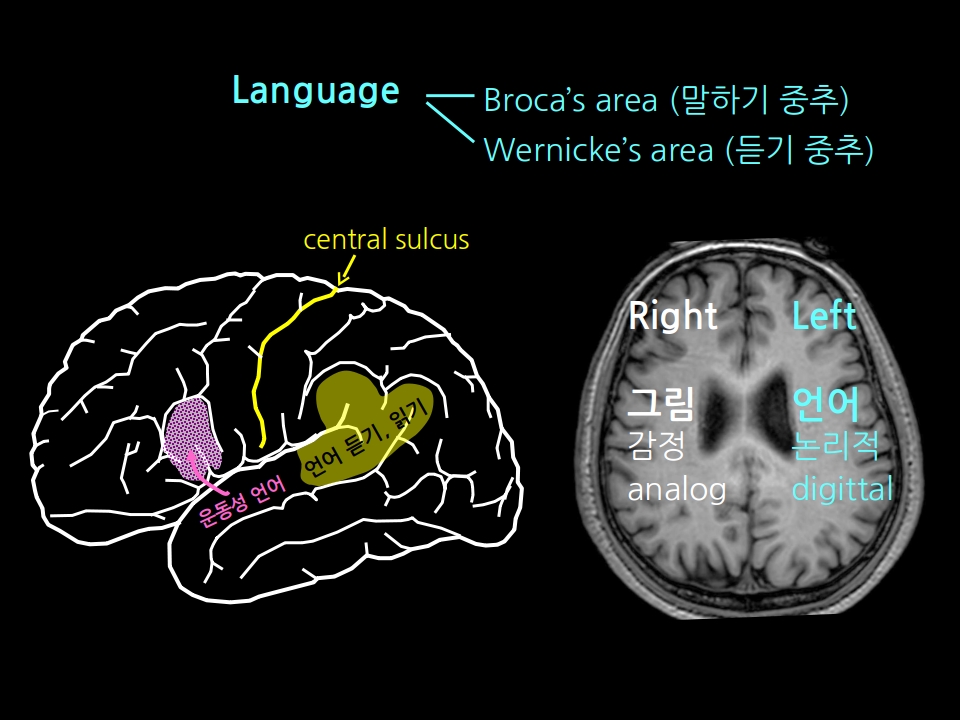 Language
Broca's area (말하기 중추)
Wernicke's area (듣기 중추)
central sulcus
언어 듣기, 읽기
운동성 언어
Right
그림
감정
analog
Left
언어
논리적
digittal